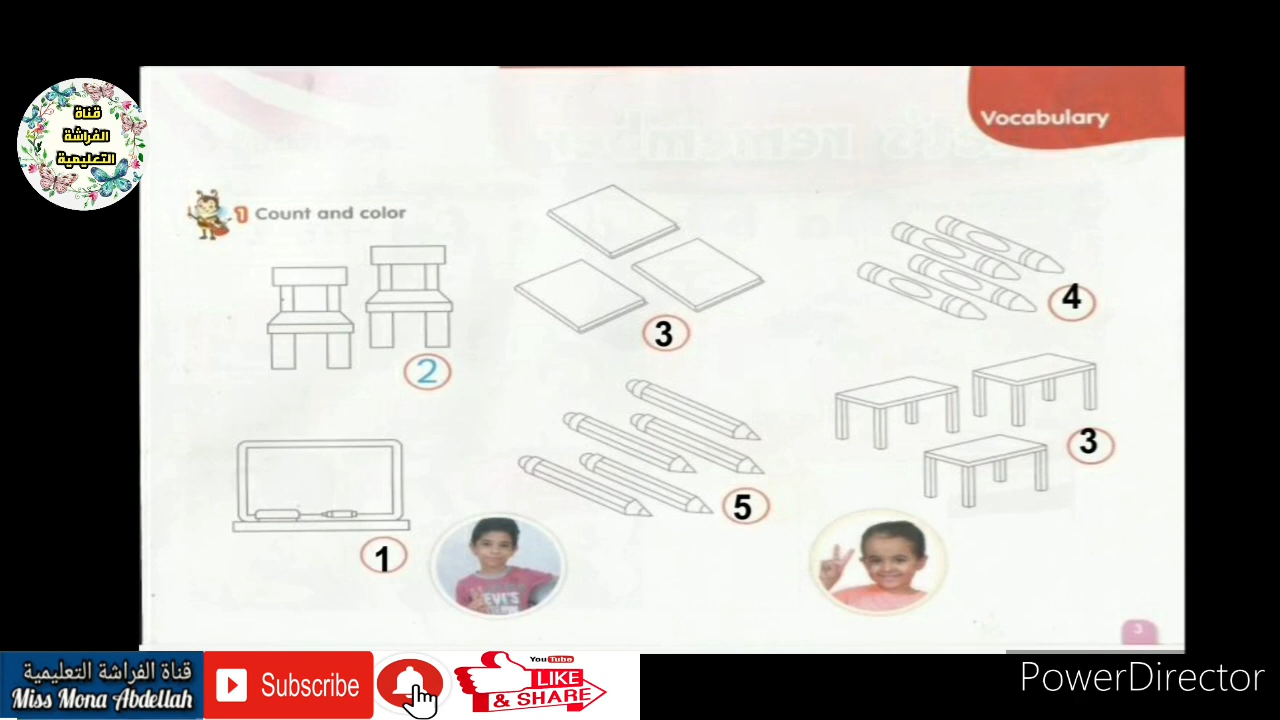 قناة
الفراشة
التعليمية
Vocabulary
1 Count and color
2
3
4
1
5
3
3
قناة الفراشة التعليمية
Miss Mona Abdellah
Subscribe
YouTube
LIKE
& SHARE
PowerDirector